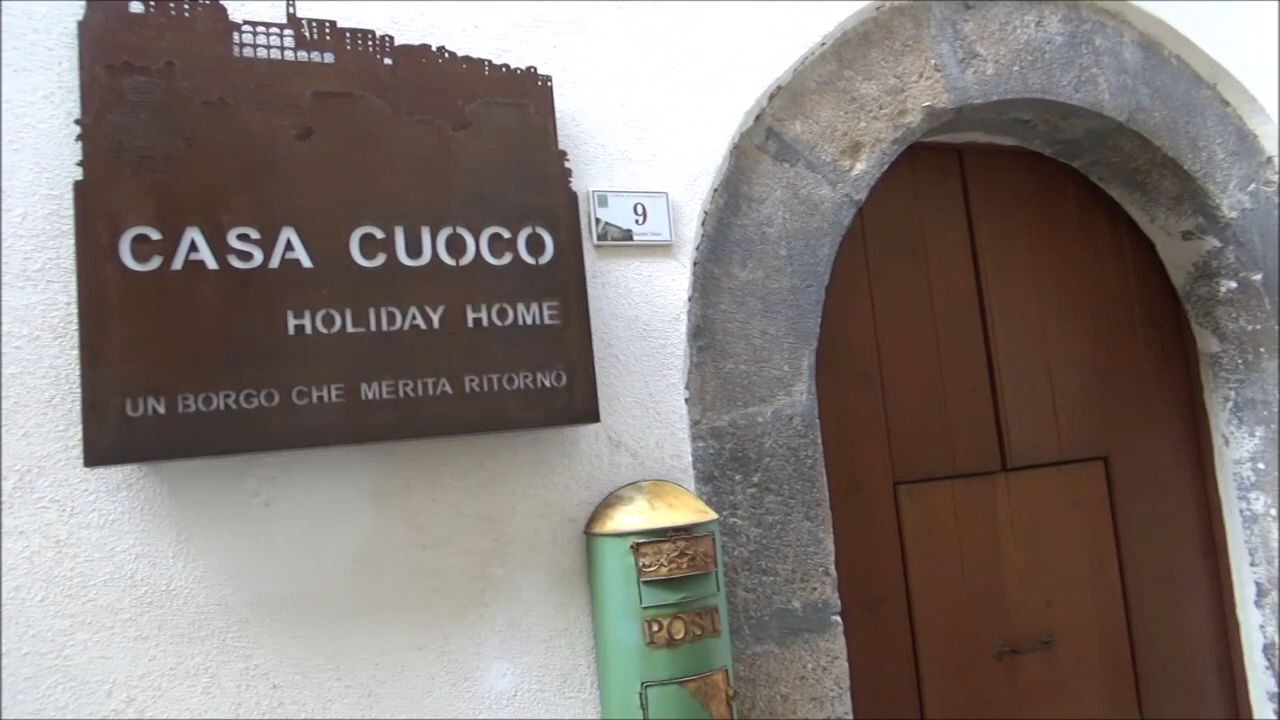 CASA CUOCO
HOLIDAY HOME
UN BORGO CHE MERITA RITORNO
9
POST